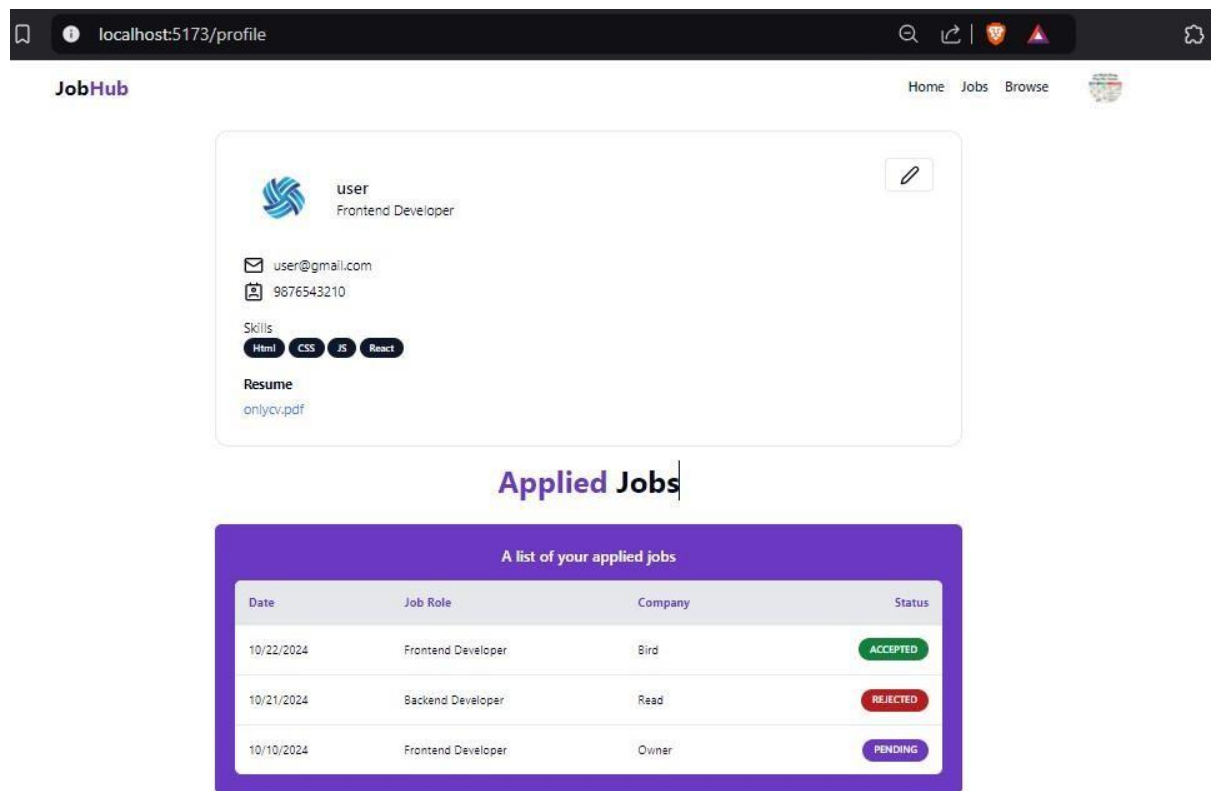 localhost:5173/profile
JobHub
Home Jobs Browse
user
Frontend Developer
user@gmail.com
9876543210
Skills
Html CSS JS React
Resume
onlycv.pdf
Applied Jobs
A list of your applied jobs
Date Job Role Company Status
10/22/2024 Frontend Developer Bird ACCEPTED
10/21/2024 Backend Developer Read REJECTED
10/10/2024 Frontend Developer Owner PENDING